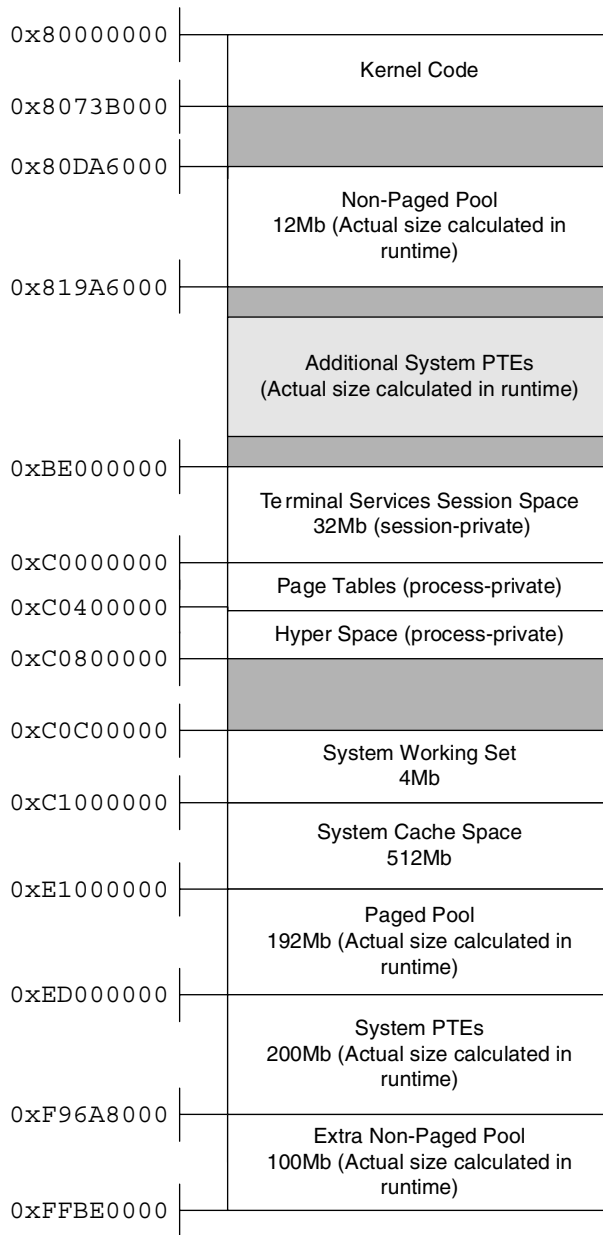 0x80000000
Kernel Code
0x8073B000
0x80DA6000
Non-Paged Pool
12Mb (Actual size calculated in
runtime)
0x819A6000
Additional System PTEs
(Actual size calculated in runtime)
0xBE000000
Terminal Services Session Space
32Mb (session-private)
0xC0000000
Page Tables (process-private)
0xC0400000
Hyper Space (process-private)
0xC0800000
0xC0C00000
System Working Set
4Mb
0xC1000000
System Cache Space
512Mb
0xE1000000
Paged Pool
192Mb (Actual size calculated in
runtime)
0xED000000
System PTEs
200Mb (Actual size calculated in
runtime)
0xF96A8000
Extra Non-Paged Pool
100Mb (Actual size calculated in
runtime)
0xFFBE0000